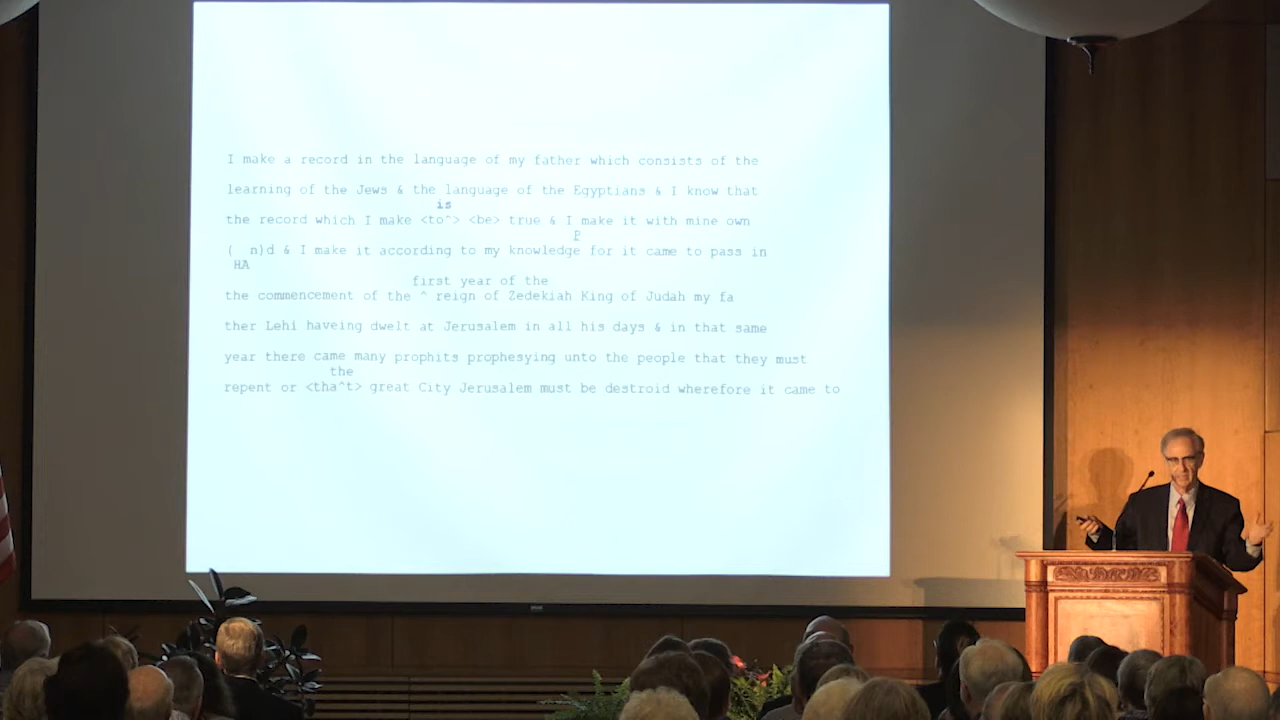 I make a record in the language of my father which consists of the
learning of the Jews & the language of the Egyptians & I know that
is
the record which I make <to^> <be> true & I make it with mine own
P
(  n)d & I make it according to my knowledge for it came to pass in
HA
first year of the
the commencement of the ^ reign of Zedekiah King of Judah my fa
ther Lehi haveing dwelt at Jerusalem in all his days & in that same
year there came many prophits prophesying unto the people that they must
the
repent or <tha^t> great City Jerusalem must be destroid wherefore it came to